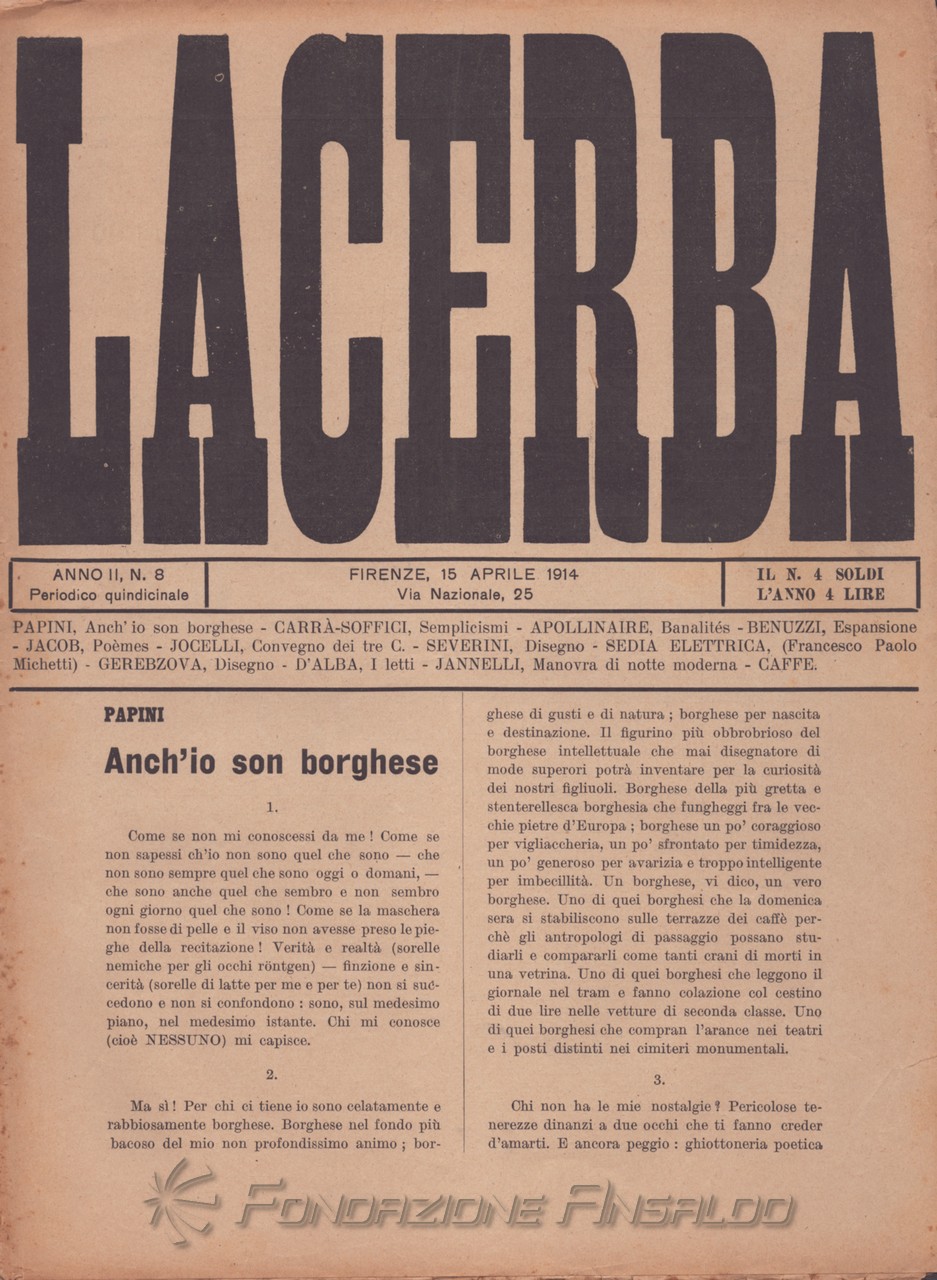 LACERBA
ANNO II, N. 8
Periodico quindicinale
FIRENZE, 15 APRILE 1914
Via Nazionale, 25
IL N. 4 SOLDI
L'ANNO 4 LIRE
PAPINI, Anch' io son borghese - CARRÀ-SOFFICI, Semplicismi - APOLLINAIRE, Banalités - BENUZZI, Espansione
- JACOB, Poèmes - JOCELLI, Convegno dei tre C. - SEVERINI, Disegno - SEDIA ELETTRICA, (Francesco Paolo
Michetti) - GEREBZOVA, Disegno - D'ALBA, I letti - JANNELLI, Manovra di notte moderna - CAFFE.
PAPINI
Anch'io son borghese
1.
Come se non mi conoscessi da me ! Come se
non sapessi ch'io non sono quel che sono — che
non sono sempre quel che sono oggi o domani, —
che sono anche quel che sembro e non sembro
ogni giorno quel che sono ! Come se la maschera
non fosse di pelle e il viso non avesse preso le pie-
ghe della recitazione ! Verità e realtà (sorelle
nemiche per gli occhi röntgen) — finzione e sin-
cerità (sorelle di latte per me e per te) non si suc-
cedono e non si confondono : sono, sul medesimo
piano, nel medesimo istante. Chi mi conosce
(cioè NESSUNO) mi capisce.
2.
Ma sì ! Per chi ci tiene io sono celatamente e
rabbiosamente borghese. Borghese nel fondo più
bacoso del mio non profondissimo animo ; bor-
ghese di gusti e di natura ; borghese per nascita
e destinazione. Il figurino più obbrobrioso del
borghese intellettuale che mai disegnatore di
mode superori potrà inventare per la curiosità
dei nostri figliuoli. Borghese della più gretta e
stenterellesca borghesia che fungheggi fra le vec-
chie pietre d'Europa ; borghese un po' coraggioso
per vigliaccheria, un po' sfrontato per timidezza,
un po' generoso per avarizia e troppo intelligente
per imbecillità. Un borghese, vi dico, un vero
borghese. Uno di quei borghesi che la domenica
sera si stabiliscono sulle terrazze dei caffè per-
chè gli antropologi di passaggio possano stu-
diarli e compararli come tanti crani di morti in
una vetrina. Uno di quei borghesi che leggono il
giornale nel tram e fanno colazione col cestino
di due lire nelle vetture di seconda classe. Uno
di quei borghesi che compran l'arance nei teatri
e i posti distinti nei cimiteri monumentali.
3.
Chi non ha le mie nostalgie ? Pericolose te-
nerezze dinanzi a due occhi che ti fanno creder
d'amarti. E ancora peggio : ghiottoneria poetica
FONDAZIONE ANSALDO